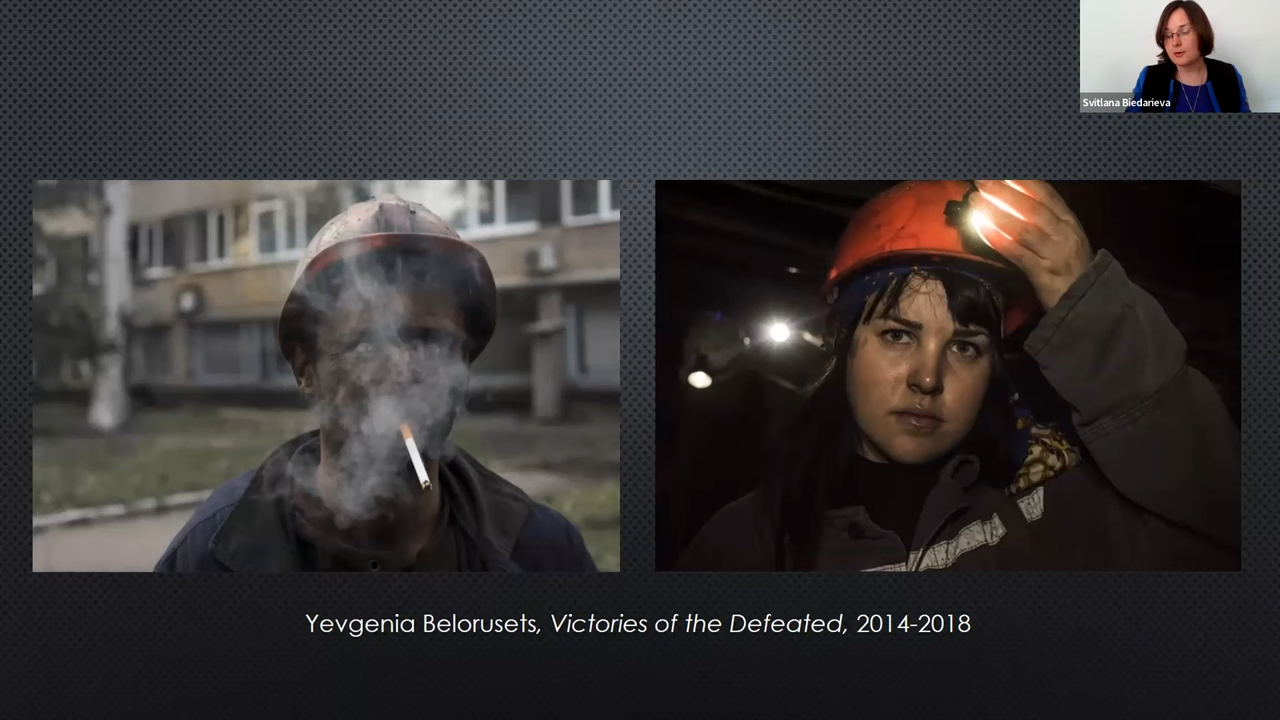 Svitlana Biedarieva
Yevgenia Belorusets, Victories of the Defeated, 2014-2018